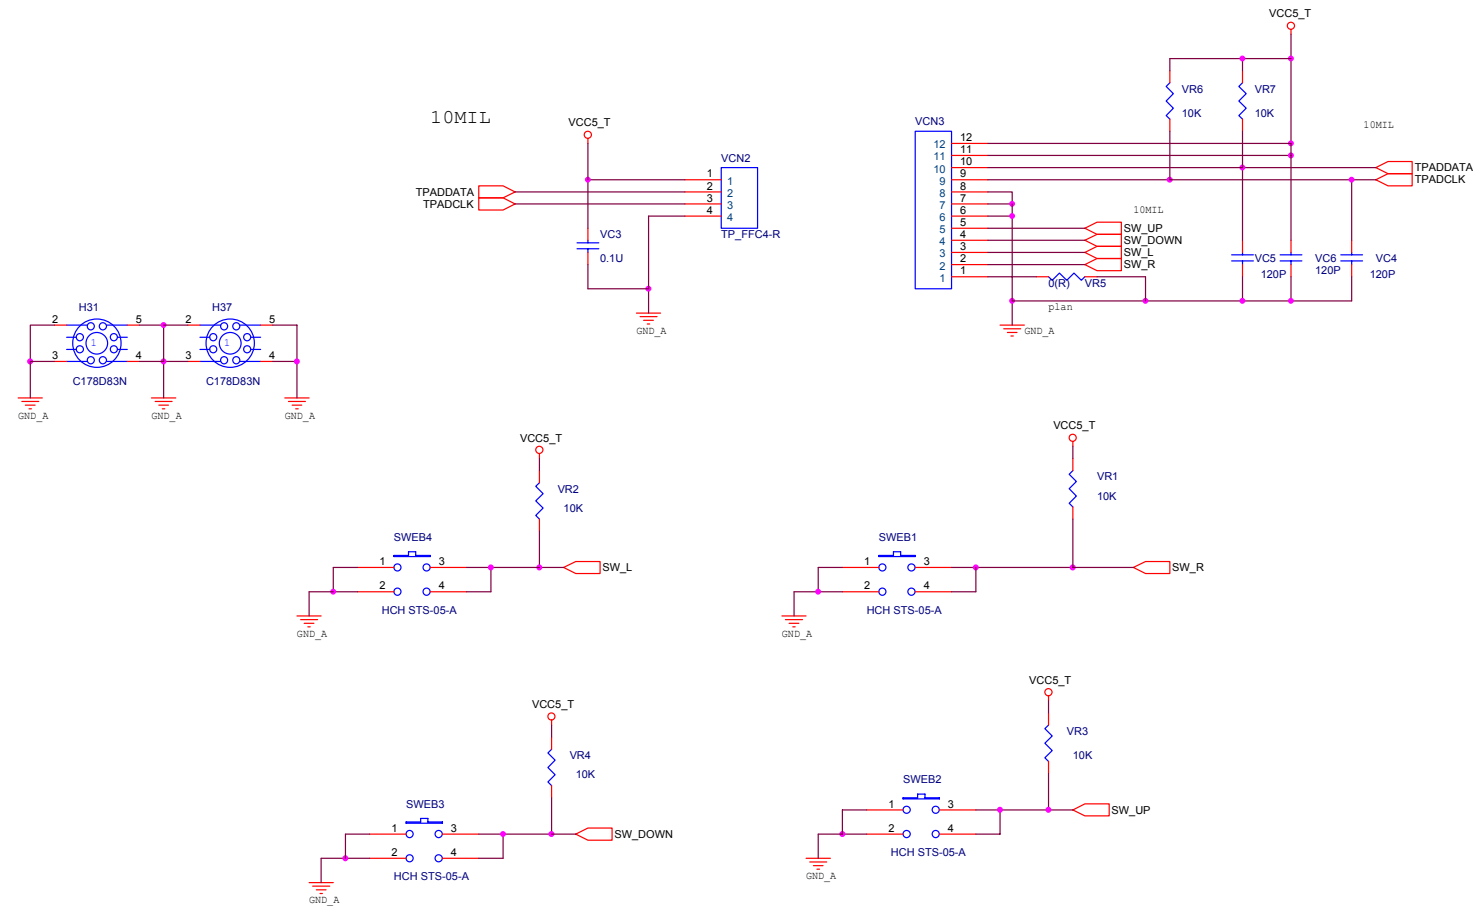 VCC5_T
VR6
VR7
10K
10K
10MIL
10MIL
VCC5_T
VCN3
12
11
10
9
8
7
6
5
4
3
2
1
12
11
10
9
8
7
6
5
4
3
2
1
TPADDATA
TPADCLK
10MIL
SW_UP
SW_DOWN
SW_L
SW_R
0(R)
VR5
plan
GND_A
VC5
120P
VC6
120P
VC4
120P
VCN2
1
2
3
4
1
2
3
4
TP_FFC4-R
TPADDATA
TPADCLK
VC3
0.1U
GND_A
H31
2
5
1
3
4
C178D83N
H37
2
5
1
3
4
C178D83N
GND_A
GND_A
GND_A
VCC5_T
VR2
10K
SWEB4
1
3
2
4
HCH STS-05-A
SW_L
GND_A
VCC5_T
VR1
10K
SWEB1
1
3
2
4
HCH STS-05-A
SW_R
GND_A
VCC5_T
VR4
10K
SWEB3
1
3
2
4
HCH STS-05-A
SW_DOWN
GND_A
VCC5_T
VR3
10K
SWEB2
1
3
2
4
HCH STS-05-A
SW_UP
GND_A